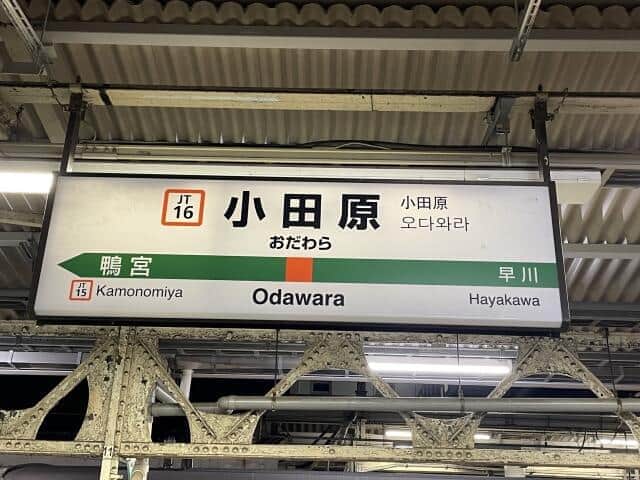 JT
16
小田原
おだわら
小田原
오다와라
鴨宮
早川
JT
15
Kamonomiya
Odawara
Hayakawa
11